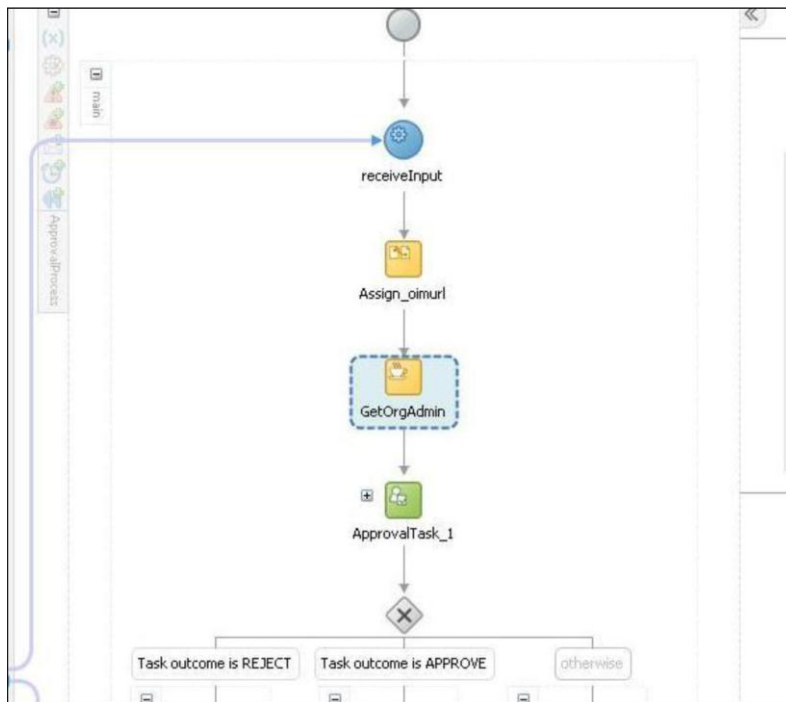 (x)
main
receiveInput
ApprovalProcess
Assign_oimurl
GetOrgAdmin
ApprovalTask_1
Task outcome is REJECT
Task outcome is APPROVE
otherwise